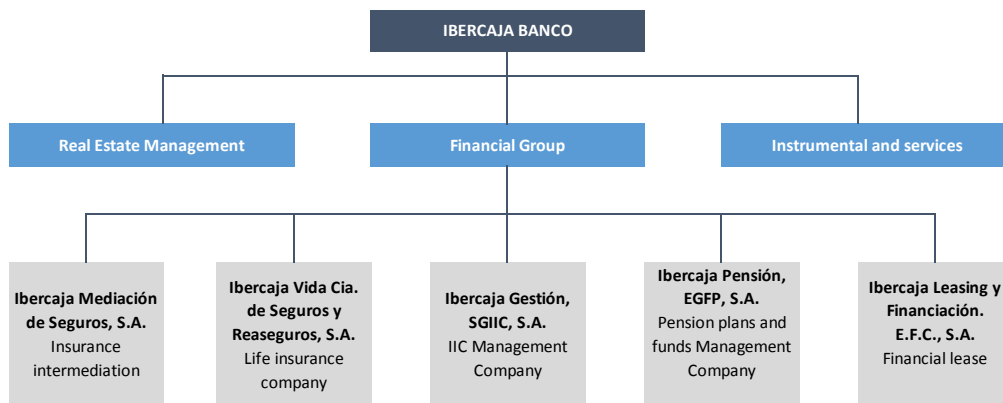 IBERCAJA BANCO
Real Estate Management
Financial Group
Instrumental and services
Ibercaja Mediación
de Seguros, S.A.
Insurance
intermediation
Ibercaja Vida Cia.
de Seguros y
Reaseguros, S.A.
Life insurance
company
Ibercaja Gestión,
SGIIC, S.A.
IIC Management
Company
Ibercaja Pensión,
EGFP, S.A.
Pension plans and
funds Management
Company
Ibercaja Leasing y
Financiación.
E.F.C., S.A.
Financial lease